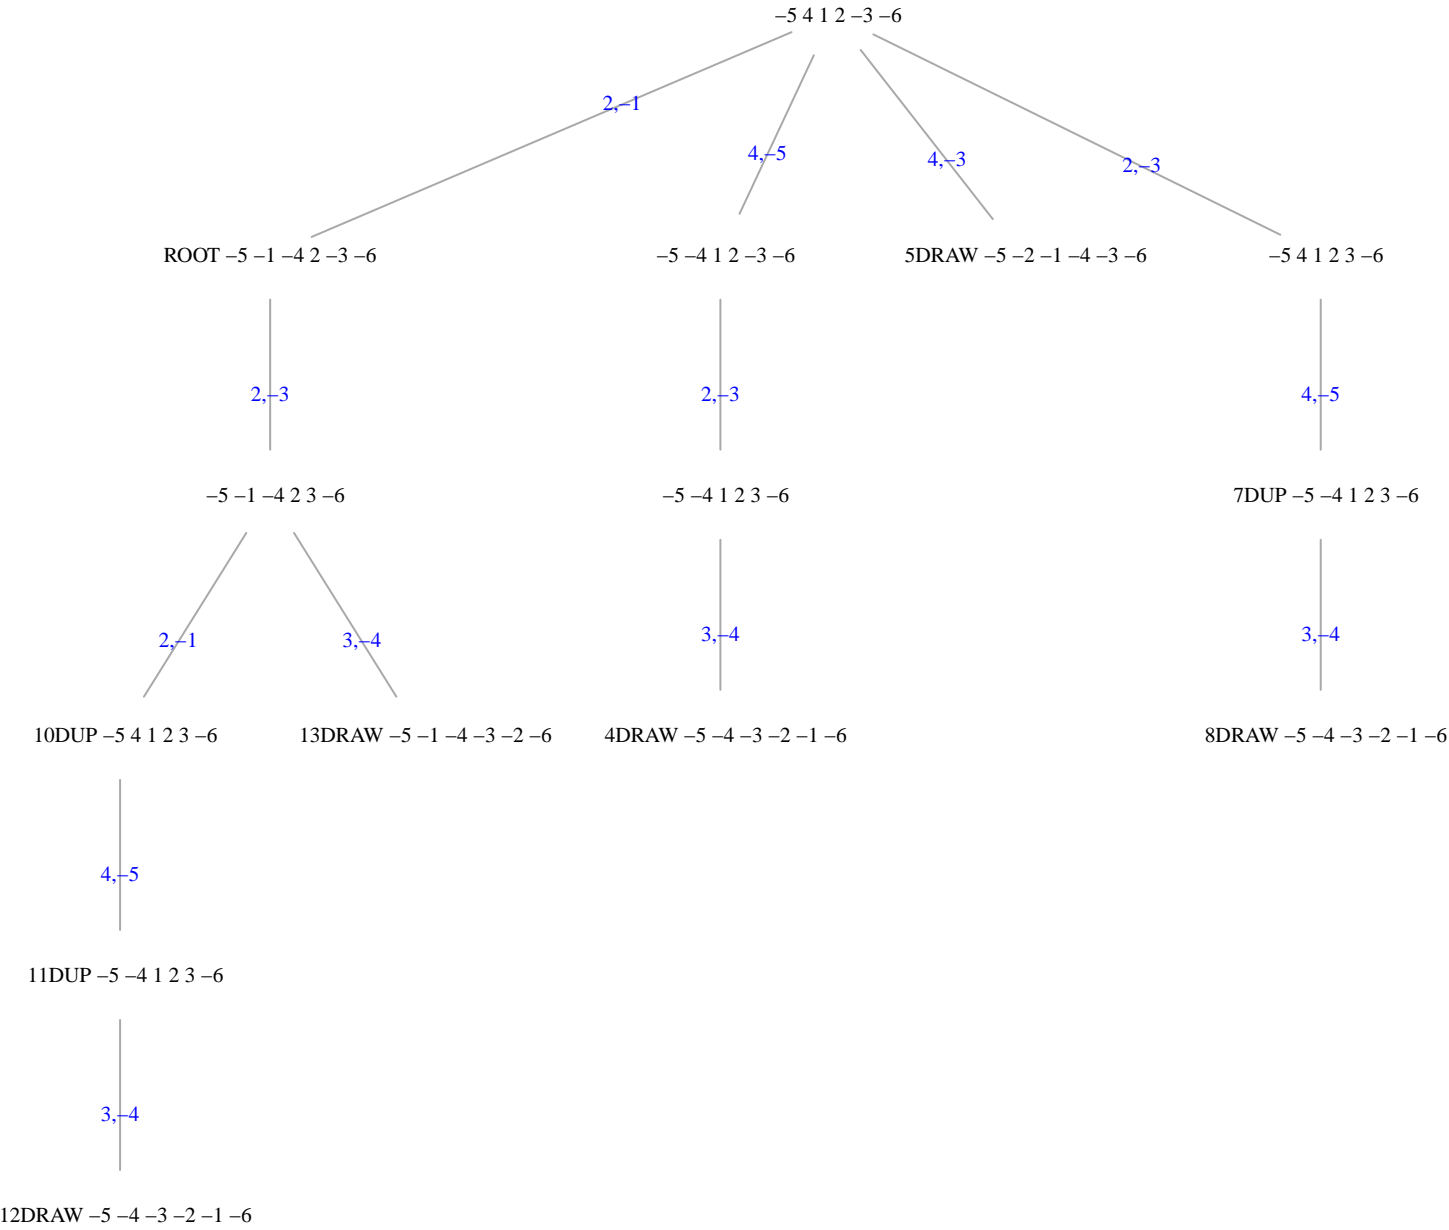 –5 4 1 2 –3 –6
2,–1
4,–5
4,–3
2,–3
ROOT –5 –1 –4 2 –3 –6
–5 –4 1 2 –3 –6
5DRAW –5 –2 –1 –4 –3 –6
–5 4 1 2 3 –6
2,–3
2,–3
4,–5
–5 –1 –4 2 3 –6
–5 –4 1 2 3 –6
7DUP –5 –4 1 2 3 –6
2,–1
3,–4
3,–4
3,–4
10DUP –5 4 1 2 3 –6
13DRAW –5 –1 –4 –3 –2 –6
4DRAW –5 –4 –3 –2 –1 –6
8DRAW –5 –4 –3 –2 –1 –6
4,–5
11DUP –5 –4 1 2 3 –6
3,–4
12DRAW –5 –4 –3 –2 –1 –6